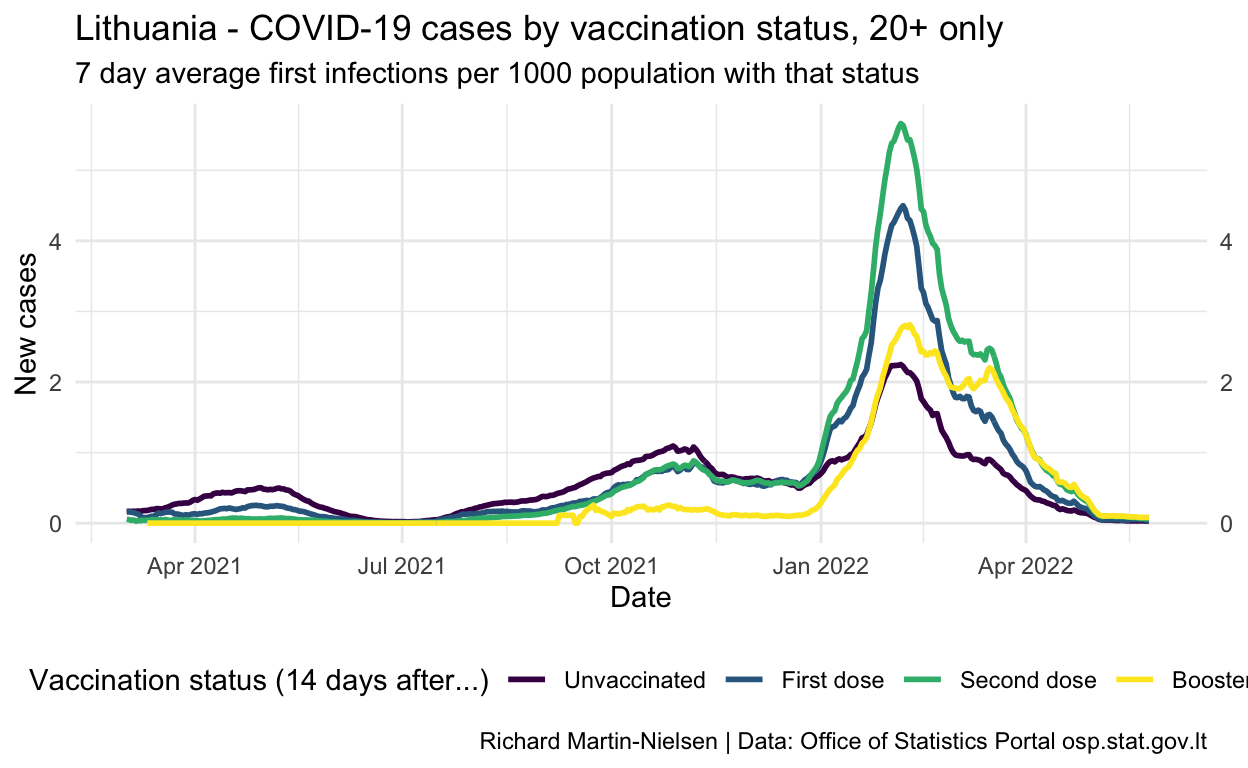 Lithuania - COVID-19 cases by vaccination status, 20+ only
7 day average first infections per 1000 population with that status
New cases
4
2
0
4
2
0
Apr 2021 Jul 2021 Oct 2021 Jan 2022 Apr 2022
Date
Vaccination status (14 days after...) Unvaccinated First dose Second dose Booster
Richard Martin-Nielsen | Data: Office of Statistics Portal osp.stat.gov.lt